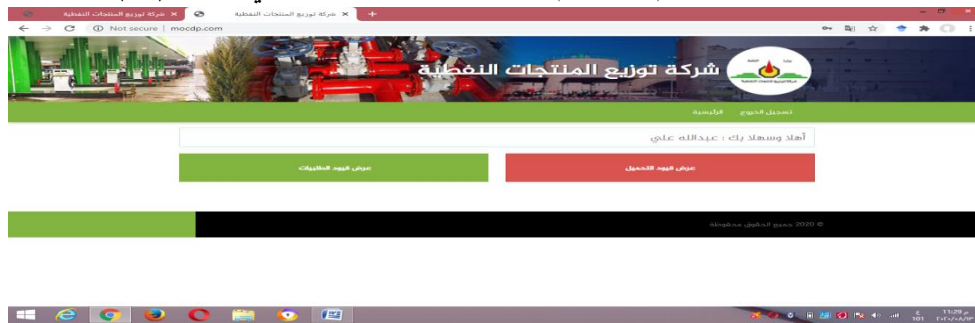 شركة توزيع المنتجات النفطية
شركة توزيع المنتجات النفطية
Not secure | mocdp.com
شركة توزيع المنتجات النفطية
الرئيسية تسجيل الخروج
أهلا وسهلا بك : عبدالله علي
عرض قيود التحميل
عرض قيود الطلبيات
© 2020 جميع الحقوق محفوظة
11:29 م
ع
101